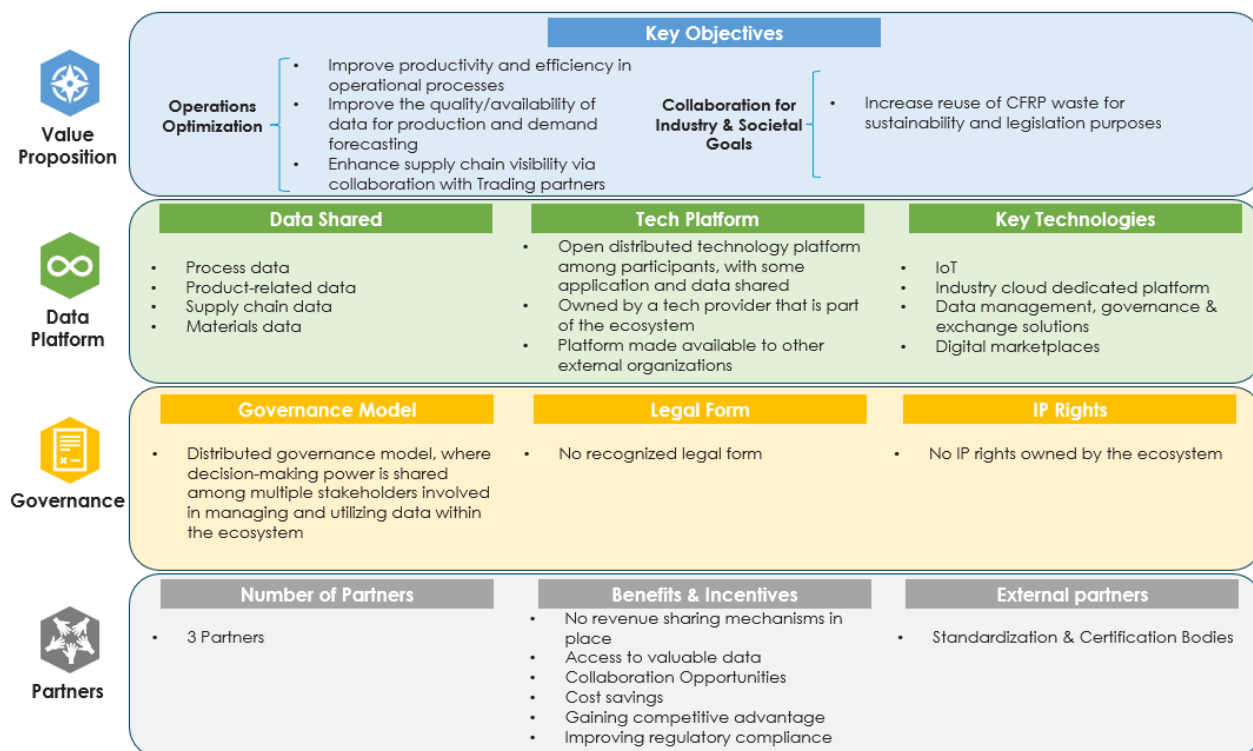 Key Objectives
Value
Proposition
Operations
Optimization
• Improve productivity and efficiency in
operational processes
• Improve the quality/availability of
data for production and demand
forecasting
• Enhance supply chain visibility via
collaboration with Trading partners
Collaboration for
Industry & Societal
Goals
• Increase reuse of CFRP waste for
sustainability and legislation purposes
Data
Platform
Data Shared
• Process data
• Product-related data
• Supply chain data
• Materials data
Tech Platform
• Open distributed technology platform
among participants, with some
application and data shared
• Owned by a tech provider that is part
of the ecosystem
• Platform made available to other
external organizations
Key Technologies
• IoT
• Industry cloud dedicated platform
• Data management, governance &
exchange solutions
• Digital marketplaces
Governance
Governance Model
• Distributed governance model, where
decision-making power is shared
among multiple stakeholders involved
in managing and utilizing data within
the ecosystem
Legal Form
• No recognized legal form
IP Rights
• No IP rights owned by the ecosystem
Partners
Number of Partners
• 3 Partners
Benefits & Incentives
• No revenue sharing mechanisms in
place
• Access to valuable data
• Collaboration Opportunities
• Cost savings
• Gaining competitive advantage
• Improving regulatory compliance
External partners
• Standardization & Certification Bodies